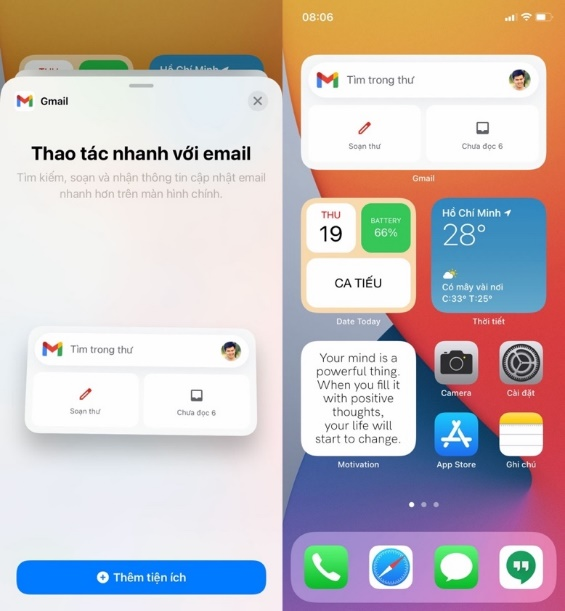 THU
Hồ Chí Minh
Gmail
Thao tác nhanh với email
Tìm kiếm, soạn và nhận thông tin cập nhật email
nhanh hơn trên màn hình chính.
Tìm trong thư
Soạn thư
Chưa đọc 6
Thêm tiện ích
08:06
Tìm trong thư
Soạn thư
Chưa đọc 6
Gmail
THU
19
BATTERY
66%
CA TIẾU
Date Today
Hồ Chí Minh
28°
Có mây vài nơi
C:33° T:25°
Thời tiết
Your mind is a
powerful thing.
When you fill it
with positive
thoughts,
your life will
start to change.
Motivation
Camera
Cài đặt
App Store
Ghi chú